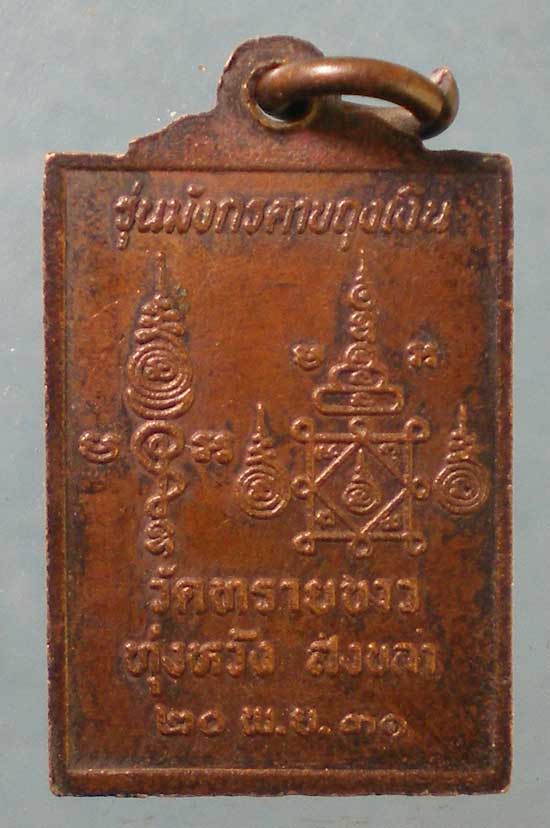 รุ่นมังกรคาบถุงเงิน
วัดทรายขาว
ทุ่งหวัง สงขลา
๒๐ พ.ย. ๓๑